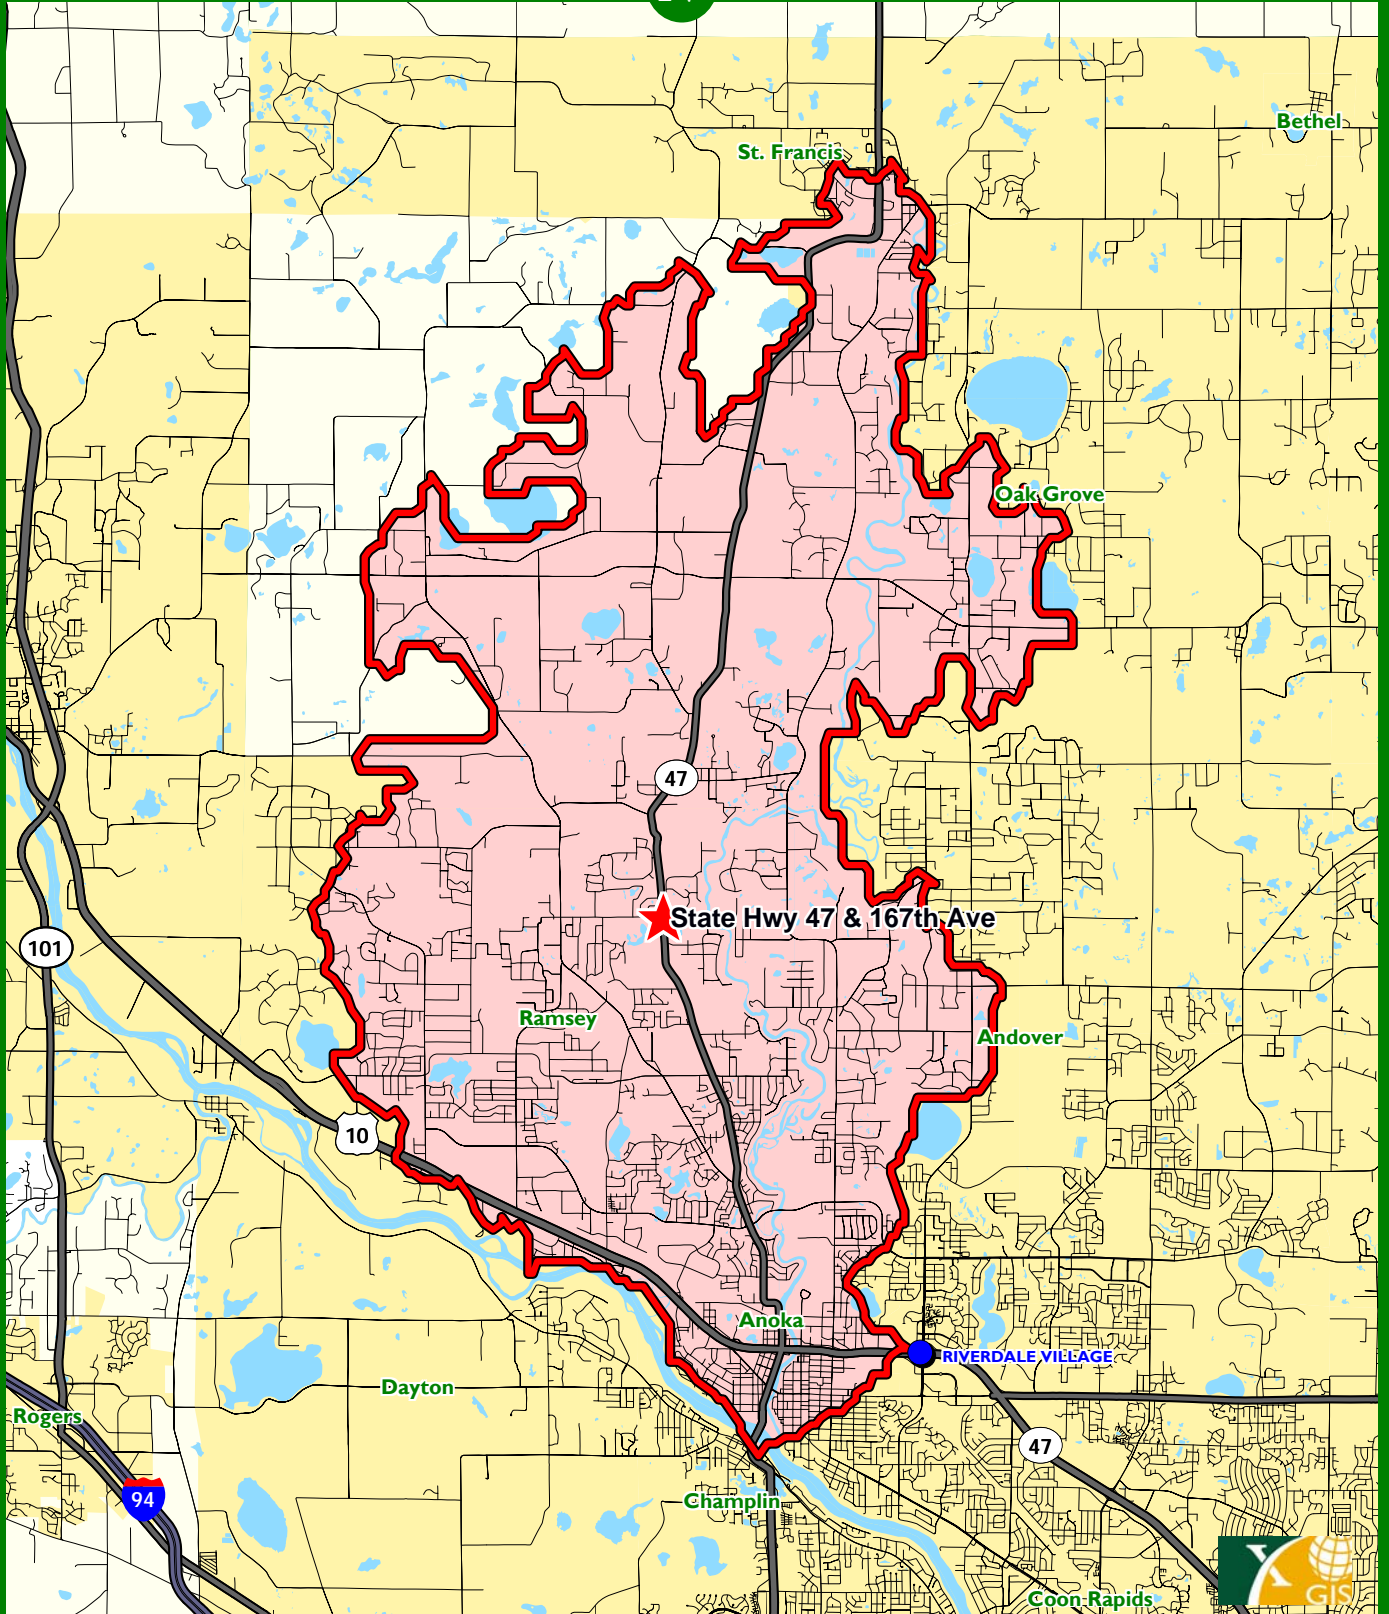 Bethel
St. Francis
Oak Grove
47
State Hwy 47 & 167th Ave
101
Ramsey
Andover
10
Anoka
RIVERDALE VILLAGE
Dayton
Rogers
47
94
Champlin
X
GIS
Coon Rapids